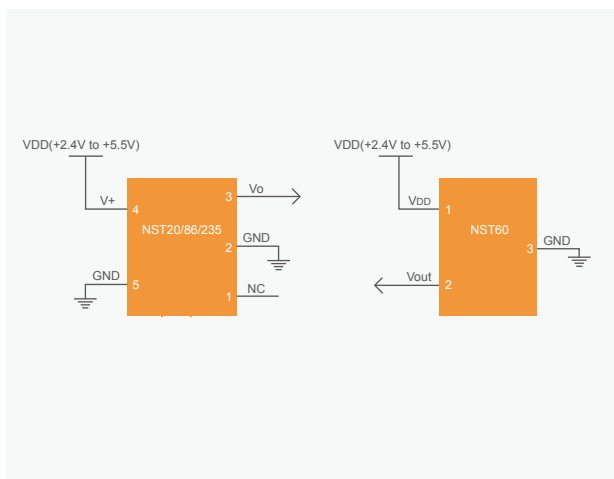 VDD(+2.4V to +5.5V)
V+
4
3
Vo
NST20/86/235
2
GND
GND
5
1
NC
VDD(+2.4V to +5.5V)
VDD
1
NST60
3
GND
Vout
2